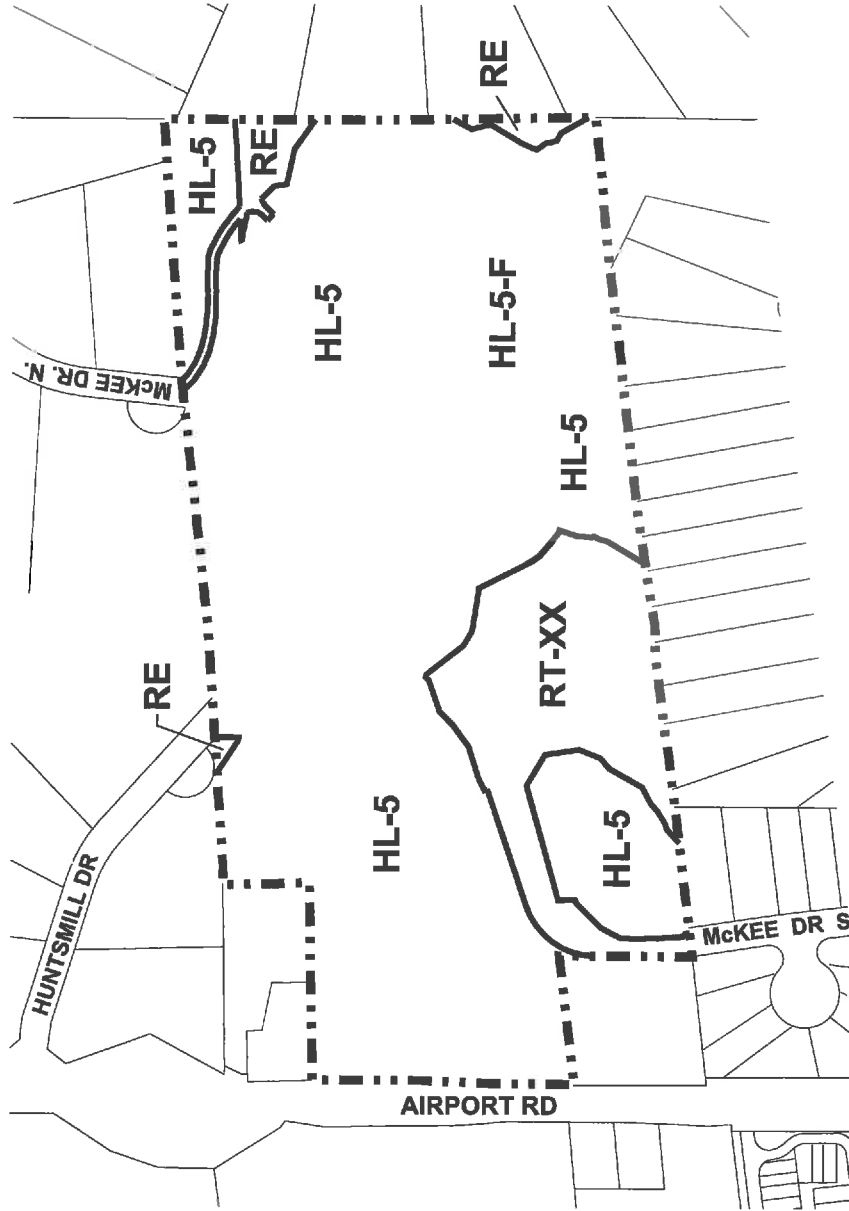 RE
HL-5
RE
McKEE DR. N.
HL-5
HL-5-F
HL-5
RE
RT-XX
HL-5
HL-5
HUNTSMILL DR
McKEE DR S
AIRPORT RD